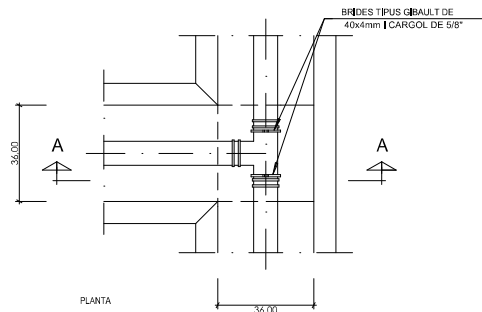 BRIDES TIPUS GIBAULT DE
40x4mm I CARGOL DE 5/8"
36,00
A
A
PLANTA
36,00